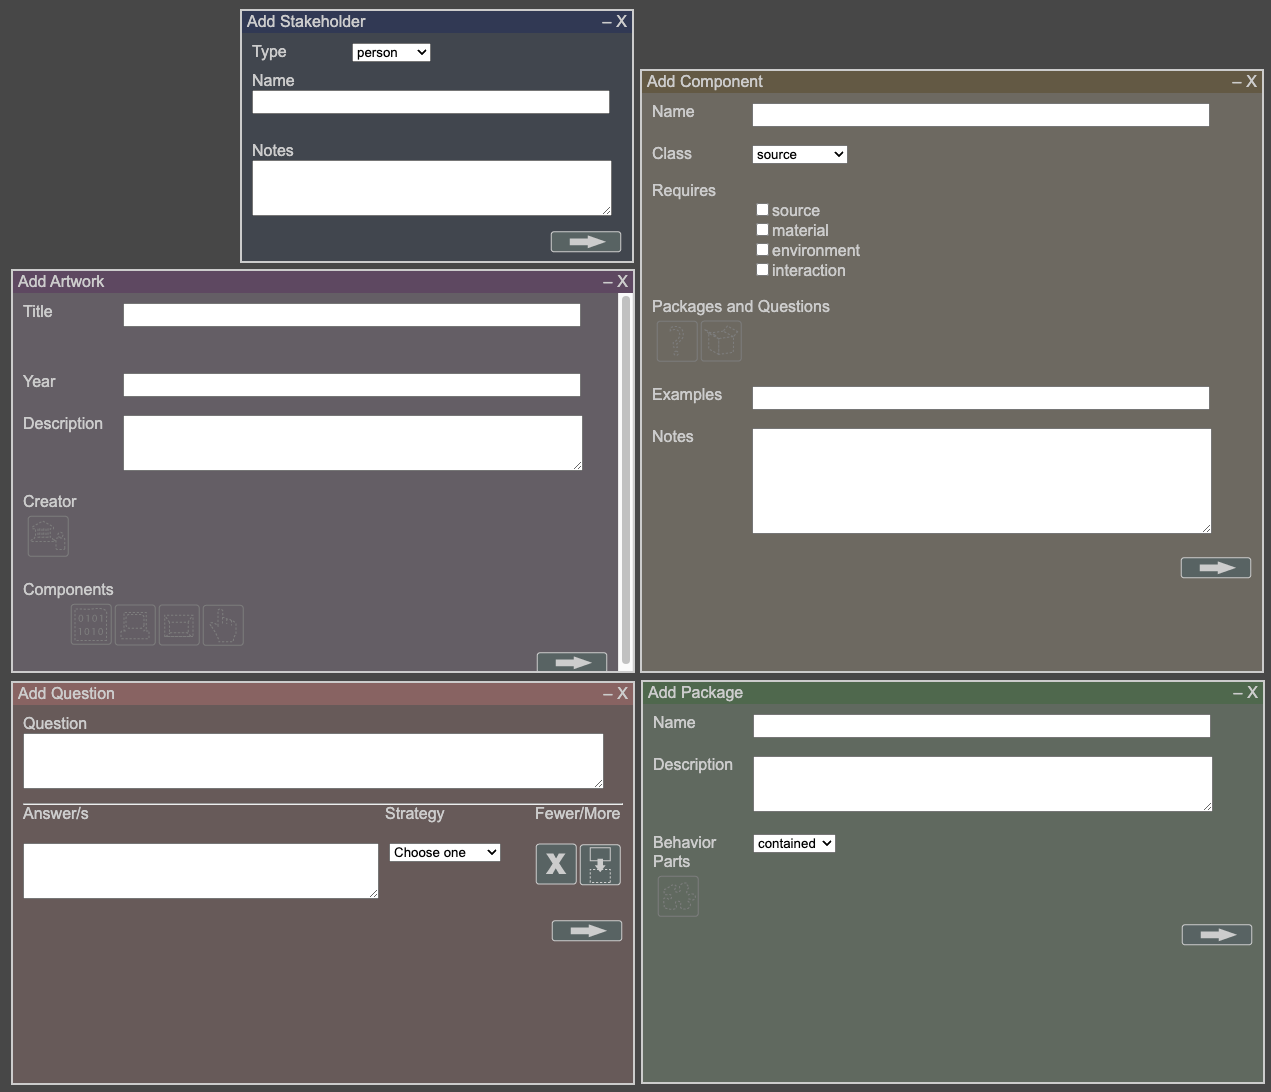 Add Stakeholder – X
Type person
Name
Notes
Add Component – X
Name
Class source
Requires
source
material
environment
interaction
Packages and Questions
?
Examples
Notes
Add Artwork – X
Title
Year
Description
Creator
Components
0101
1010
Add Question – X
Question
Answer/s Strategy Fewer/More
Choose one X
Add Package – X
Name
Description
Behavior contained
Parts